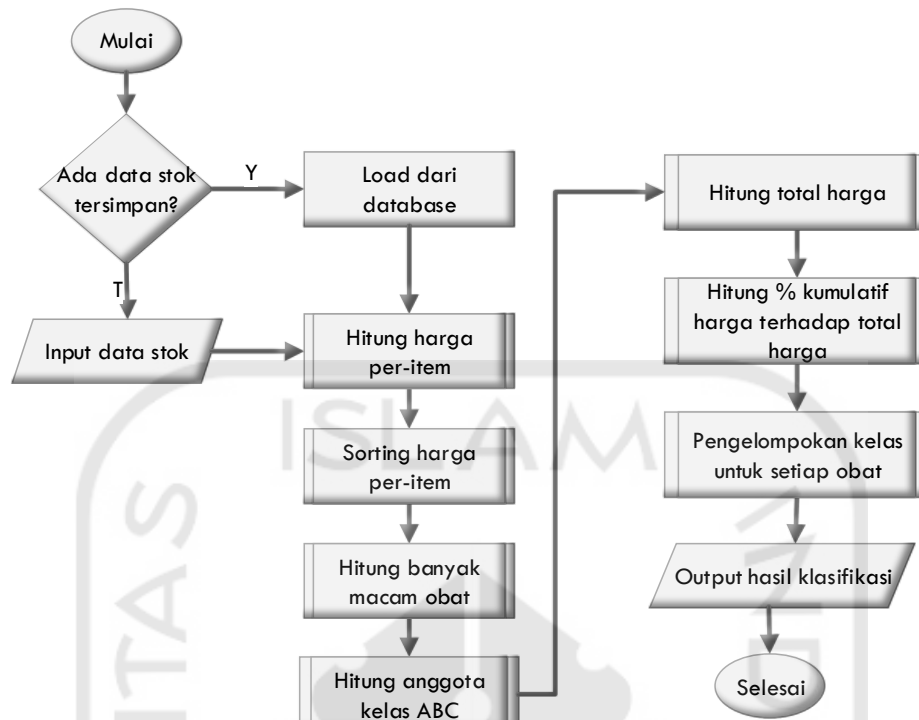 Mulai
Ada data stok
tersimpan?
Y
T
Load dari
database
Input data stok
Hitung harga
per-item
Sorting harga
per-item
Hitung banyak
macam obat
Hitung anggota
kelas ABC
Hitung total harga
Hitung % kumulatif
harga terhadap total
harga
Pengelompokan kelas
untuk setiap obat
Output hasil klasifikasi
Selesai
ISLAM